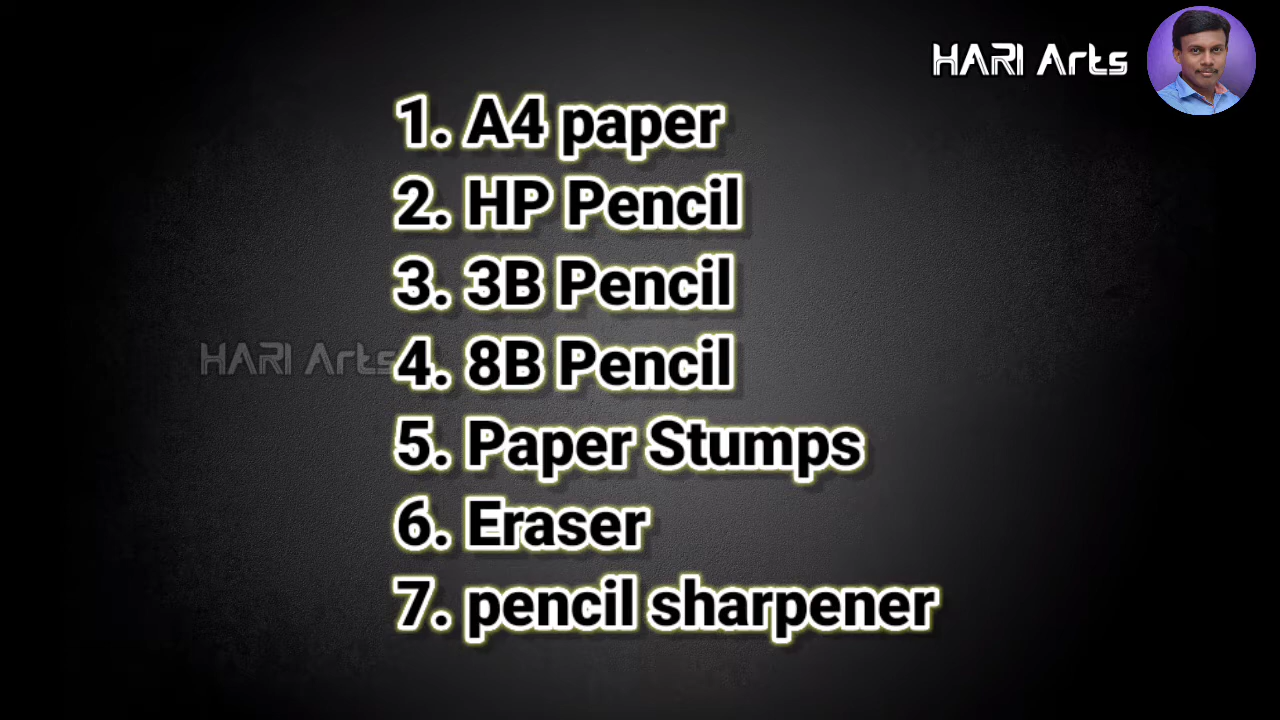 HARI Arts
1. A4 paper
2. HP Pencil
3. 3B Pencil
HARI Arts
4. 8B Pencil
5. Paper Stumps
6. Eraser
7. pencil sharpener